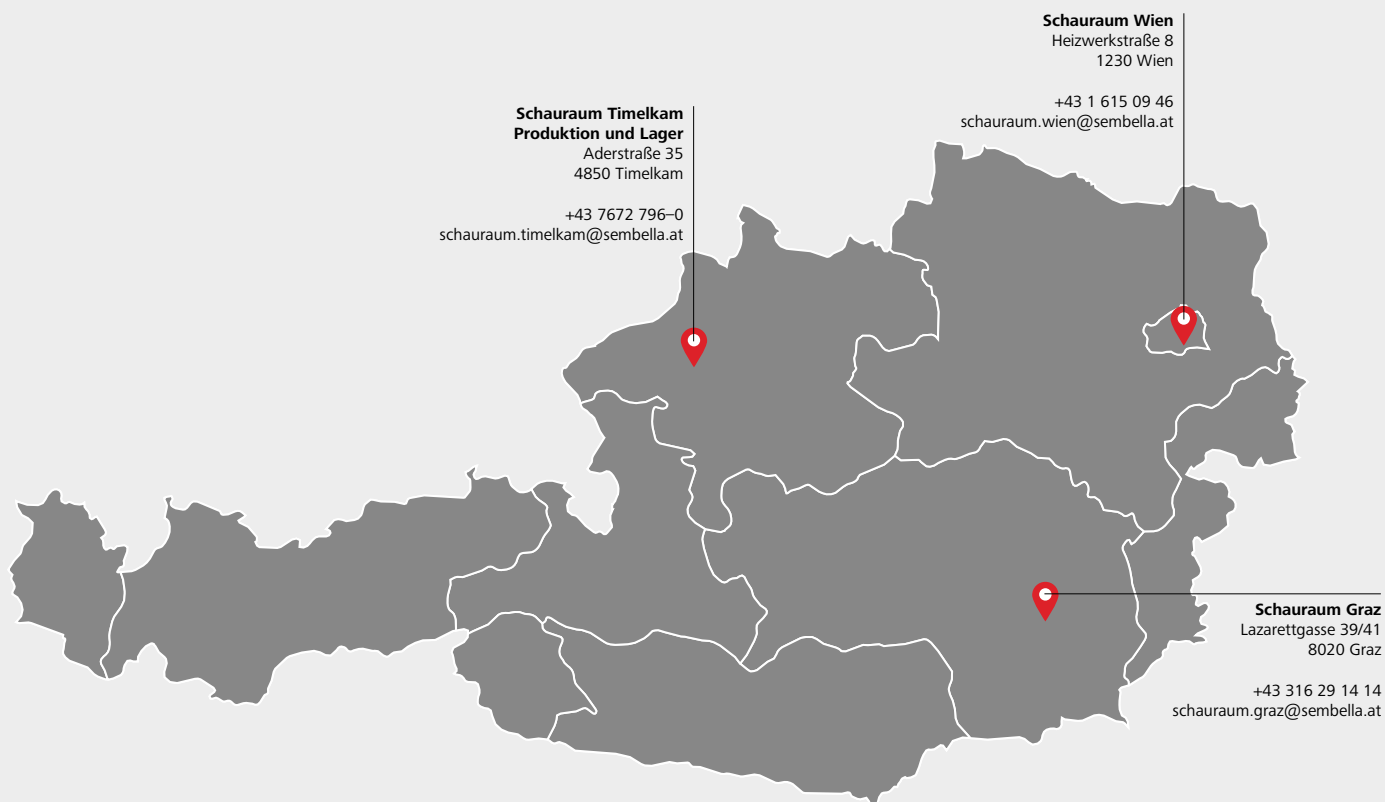 Schauraum Wien
Heizwerkstraße 8
1230 Wien
+43 1 615 09 46
schauraum.wien@sembella.at
Schauraum Timelkam
Produktion und Lager
Aderstraße 35
4850 Timelkam
+43 7672 796–0
schauraum.timelkam@sembella.at
Schauraum Graz
Lazarettgasse 39/41
8020 Graz
+43 316 29 14 14
schauraum.graz@sembella.at